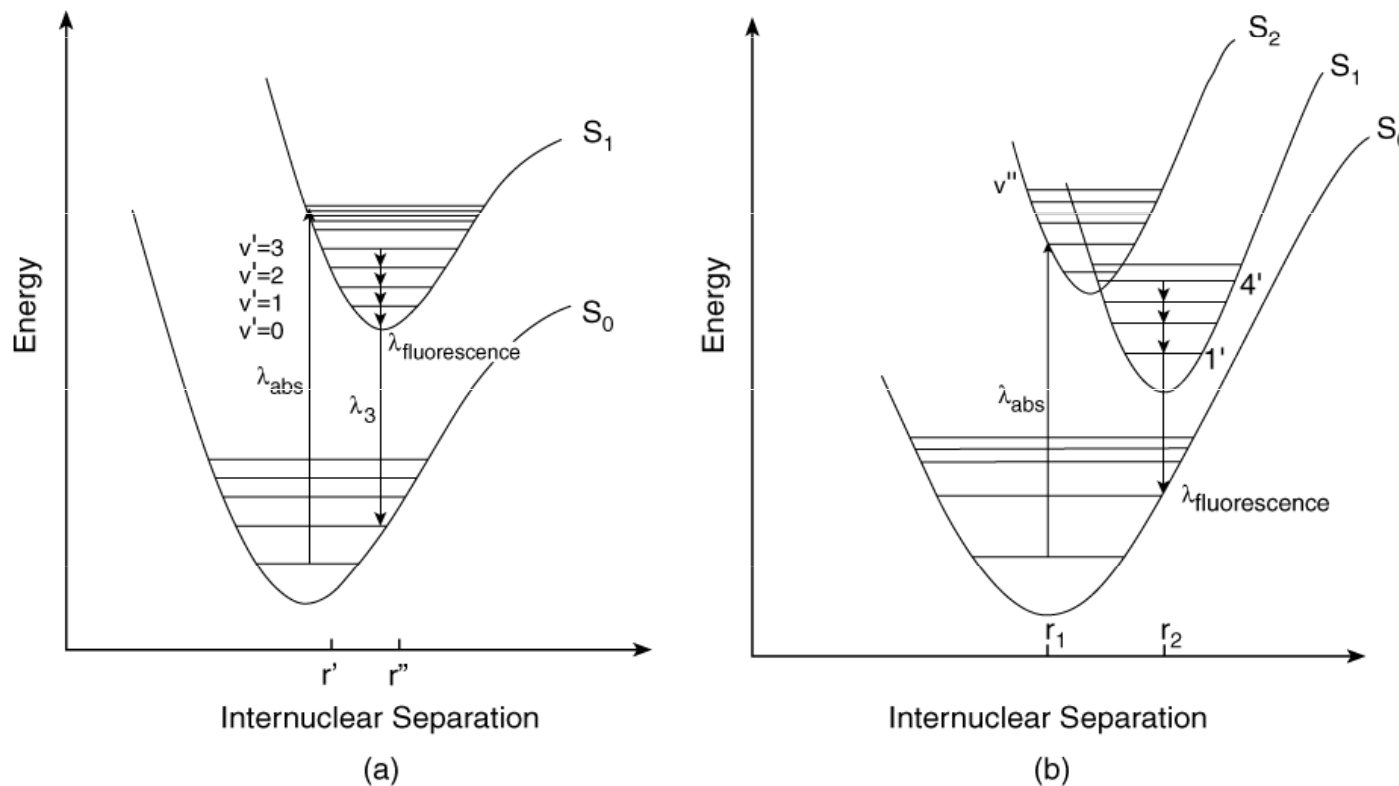 S₁
v'=3
v'=2
v'=1
v'=0
S₀
λfluorescence
λabs
λ₃
Energy
r' r"
Internuclear Separation
(a)
S₂
S₁
S
v"
4'
1'
λabs
λfluorescence
Energy
r₁ r₂
Internuclear Separation
(b)